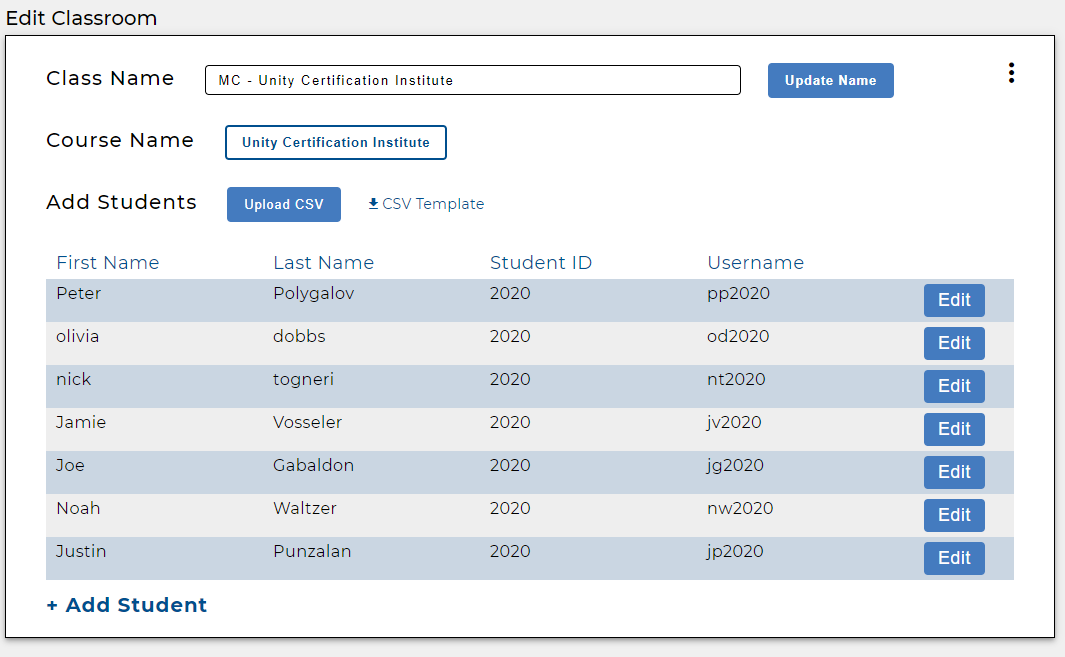 Edit Classroom
Class Name MC - Unity Certification Institute Update Name
Course Name Unity Certification Institute
Add Students Upload CSV CSV Template
First Name Last Name Student ID Username
Peter Polygalov 2020 pp2020 Edit
olivia dobbs 2020 od2020 Edit
nick togneri 2020 nt2020 Edit
Jamie Vosseler 2020 jv2020 Edit
Joe Gabaldon 2020 jg2020 Edit
Noah Waltzer 2020 nw2020 Edit
Justin Punzalan 2020 jp2020 Edit
+ Add Student